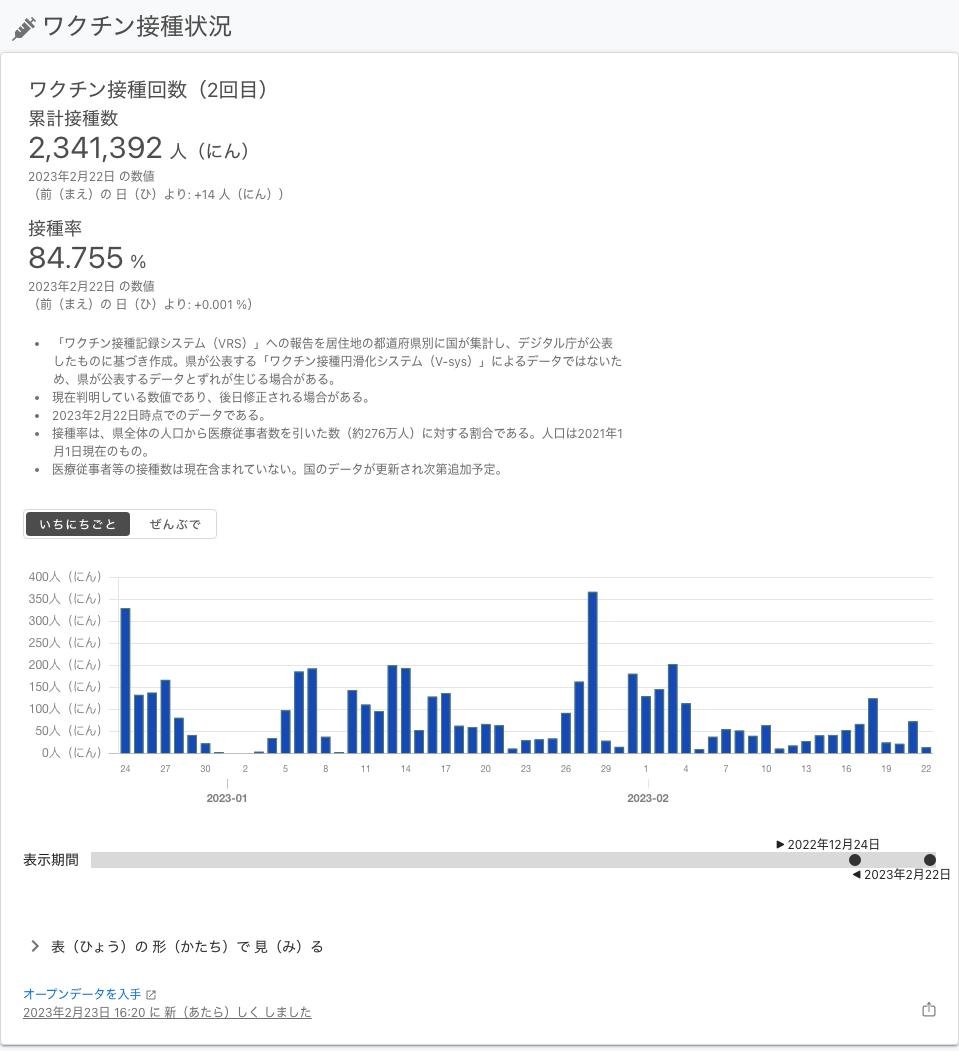 ワクチン接種状況
ワクチン接種回数（2回目）
累計接種数
2,341,392 人（にん）
2023年2月22日 の数値
（前（まえ）の 日（ひ）より: +14 人（にん））
接種率
84.755 %
2023年2月22日 の数値
（前（まえ）の 日（ひ）より: +0.001 %）
• 「ワクチン接種記録システム（VRS）」への報告を居住地の都道府県別に国が集計し、デジタル庁が公表
したものに基づき作成。県が公表する「ワクチン接種円滑化システム（V-sys）」によるデータではないた
め、県が公表するデータとずれが生じる場合がある。
• 現在判明している数値であり、後日修正される場合がある。
• 2023年2月22日時点でのデータである。
• 接種率は、県全体の人口から医療従事者数を引いた数（約276万人）に対する割合である。人口は2021年1
月1日現在のもの。
• 医療従事者等の接種数は現在含まれていない。国のデータが更新され次第追加予定。
いちにちごと ぜんぶで
400人（にん）
350人（にん）
300人（にん）
250人（にん）
200人（にん）
150人（にん）
100人（にん）
50人（にん）
0人（にん）
24 27 30 2 5 8 11 14 17 20 23 26 29 1 4 7 10 13 16 19 22
2023-01 2023-02
2022年12月24日
表示期間
2023年2月22日
表（ひょう）の 形（かたち）で 見（み）る
オープンデータを入手
2023年2月23日 16:20 に 新（あたら）しく しました